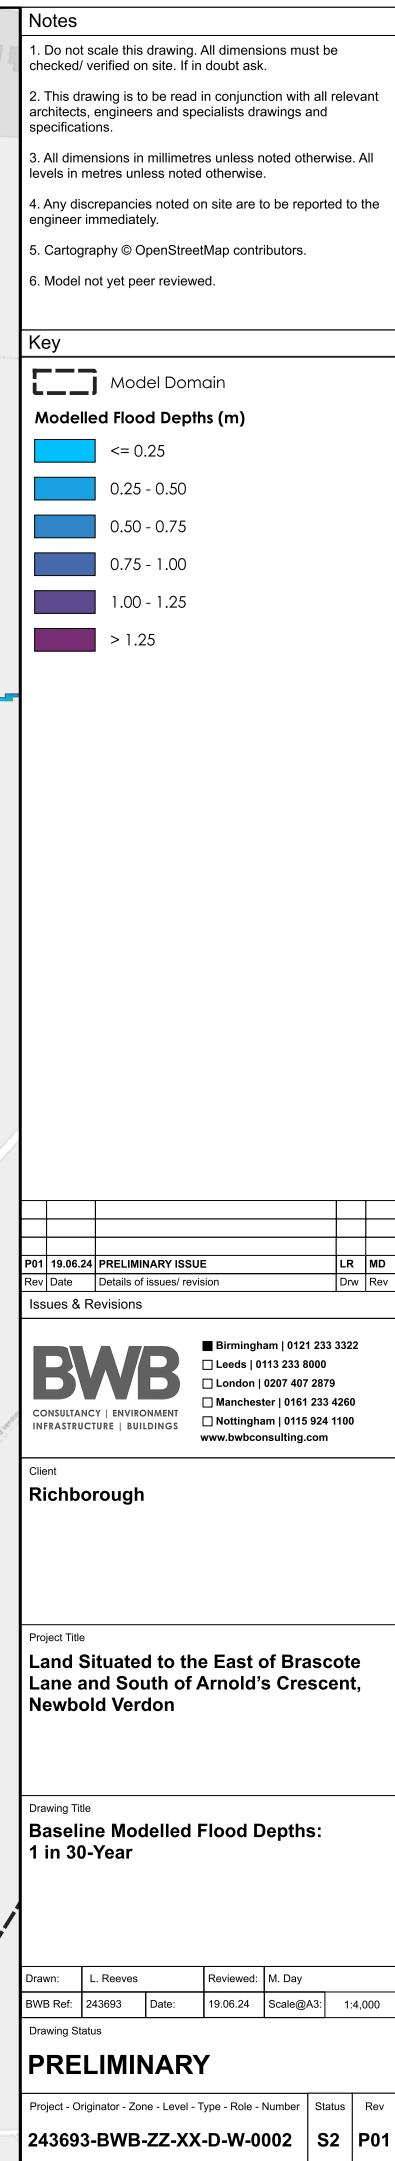 Notes
1. Do not scale this drawing. All dimensions must be
checked/ verified on site. If in doubt ask.
2. This drawing is to be read in conjunction with all relevant
architects, engineers and specialists drawings and
specifications.
3. All dimensions in millimetres unless noted otherwise. All
levels in metres unless noted otherwise.
4. Any discrepancies noted on site are to be reported to the
engineer immediately.
5. Cartography © OpenStreetMap contributors.
6. Model not yet peer reviewed.
Key
Model Domain
Modelled Flood Depths (m)
<= 0.25
0.25 - 0.50
0.50 - 0.75
0.75 - 1.00
1.00 - 1.25
> 1.25
P01 19.06.24 PRELIMINARY ISSUE LR MD
Rev Date Details of issues/ revision Drw Rev
Issues & Revisions
BWB
CONSULTANCY | ENVIRONMENT
INFRASTRUCTURE | BUILDINGS
Birmingham | 0121 233 3322
Leeds | 0113 233 8000
London | 0207 407 2879
Manchester | 0161 233 4260
Nottingham | 0115 924 1100
www.bwbconsulting.com
Client
Richborough
Project Title
Land Situated to the East of Brascote
Lane and South of Arnold's Crescent,
Newbold Verdon
Drawing Title
Baseline Modelled Flood Depths:
1 in 30-Year
Drawn: L. Reeves Reviewed: M. Day
BWB Ref: 243693 Date: 19.06.24 Scale@A3: 1:4,000
Drawing Status
PRELIMINARY
Project - Originator - Zone - Level - Type - Role - Number Status Rev
243693-BWB-ZZ-XX-D-W-0002 S2 P01